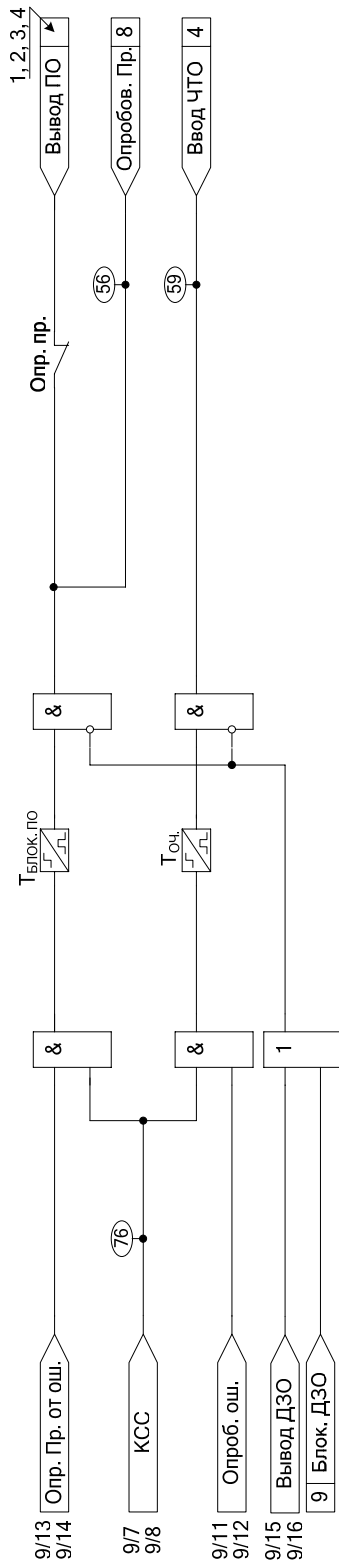 1, 2, 3, 4
Вывод ПО
Опробов. Пр. 8
Ввод ЧТО 4
56
59
Опр. пр.
&
&
ТБЛОК. ПО
ТОЧ.
&
&
1
76
9/13
9/14
Опр. Пр. от ош.
9/7
9/8
КСС
9/11
9/12
Опроб. ош.
9/15
9/16
Вывод ДЗО
9 Блок. ДЗО